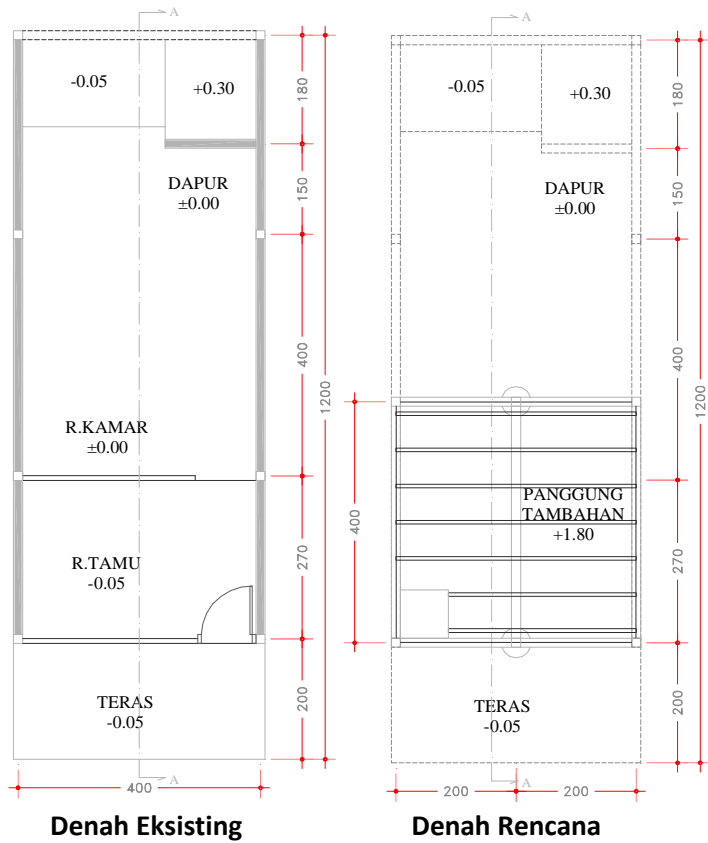 A
-0.05
+0.30
180
DAPUR
±0.00
150
400
1200
R.KAMAR
±0.00
R.TAMU
-0.05
270
TERAS
-0.05
200
A
400
Denah Eksisting
A
-0.05
+0.30
180
DAPUR
±0.00
150
400
1200
PANGGUNG
TAMBAHAN
+1.80
400
270
TERAS
-0.05
200
A
200
200
Denah Rencana